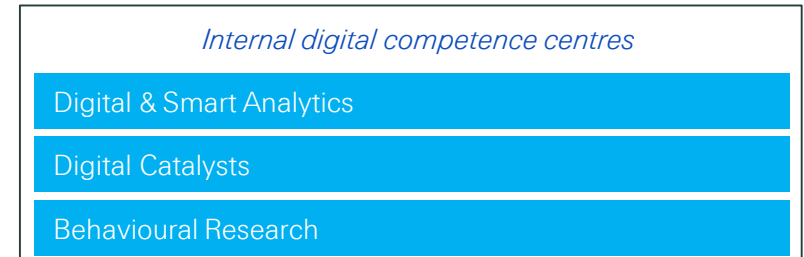 Internal digital competence centres
Digital & Smart Analytics
Digital Catalysts
Behavioural Research